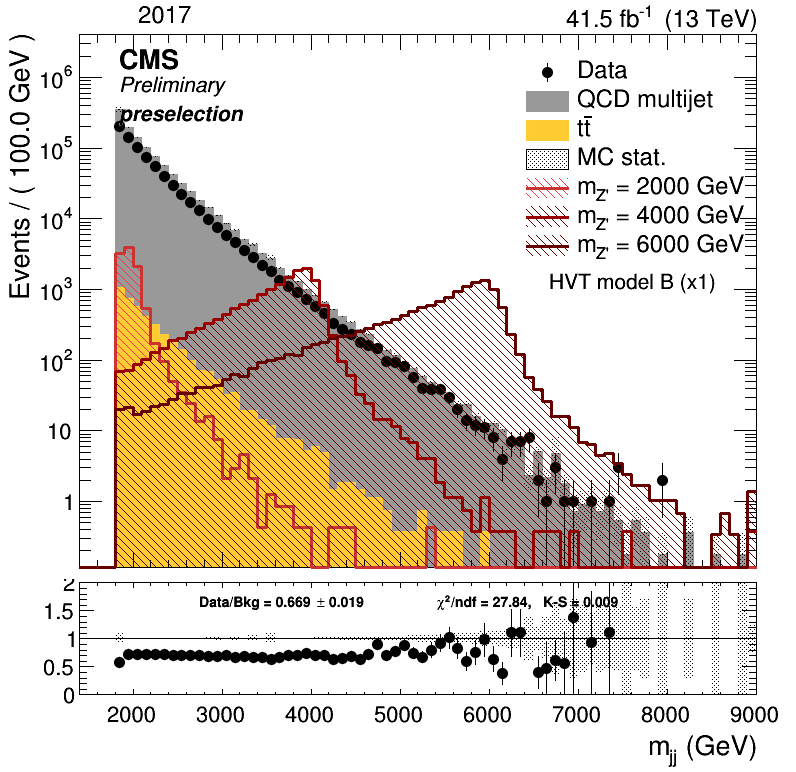 2017
41.5 fb⁻¹ (13 TeV)
CMS
Preliminary
preselection
Data
QCD multijet
tt̄
MC stat.
m_Z' = 2000 GeV
m_Z' = 4000 GeV
m_Z' = 6000 GeV
HVT model B (x1)
Events / ( 100.0 GeV )
10⁶
10⁵
10⁴
10³
10²
10
1
Data/Bkg = 0.669 ± 0.019
χ²/ndf = 27.84, K-S = 0.009
2
1.5
1
0.5
0
2000 3000 4000 5000 6000 7000 8000 9000
m_jj (GeV)